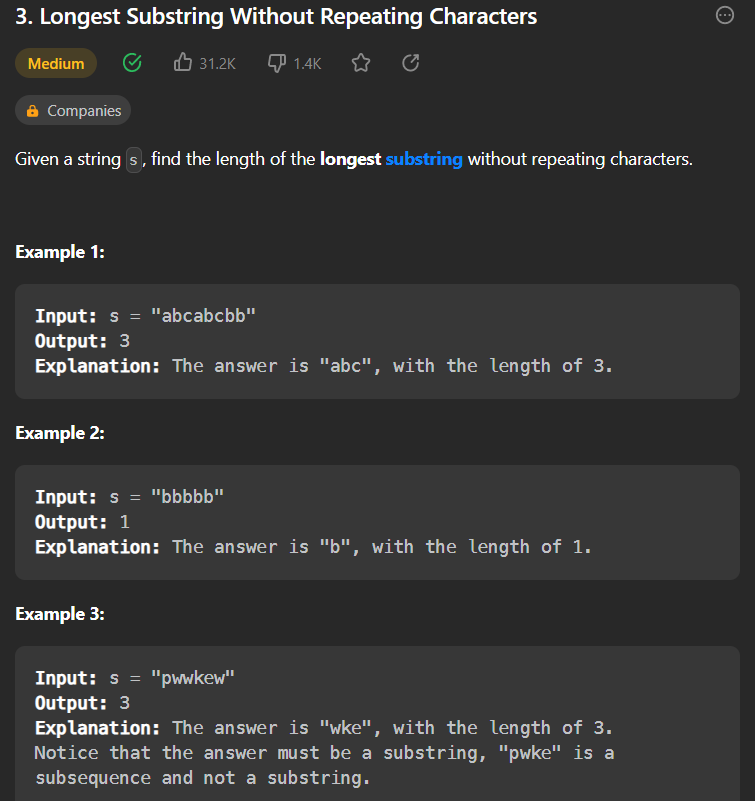 3. Longest Substring Without Repeating Characters
Medium 31.2K 1.4K
Companies
Given a string s, find the length of the longest substring without repeating characters.
Example 1:
Input: s = "abcabcbb"
Output: 3
Explanation: The answer is "abc", with the length of 3.
Example 2:
Input: s = "bbbbb"
Output: 1
Explanation: The answer is "b", with the length of 1.
Example 3:
Input: s = "pwwkew"
Output: 3
Explanation: The answer is "wke", with the length of 3.
Notice that the answer must be a substring, "pwke" is a
subsequence and not a substring.